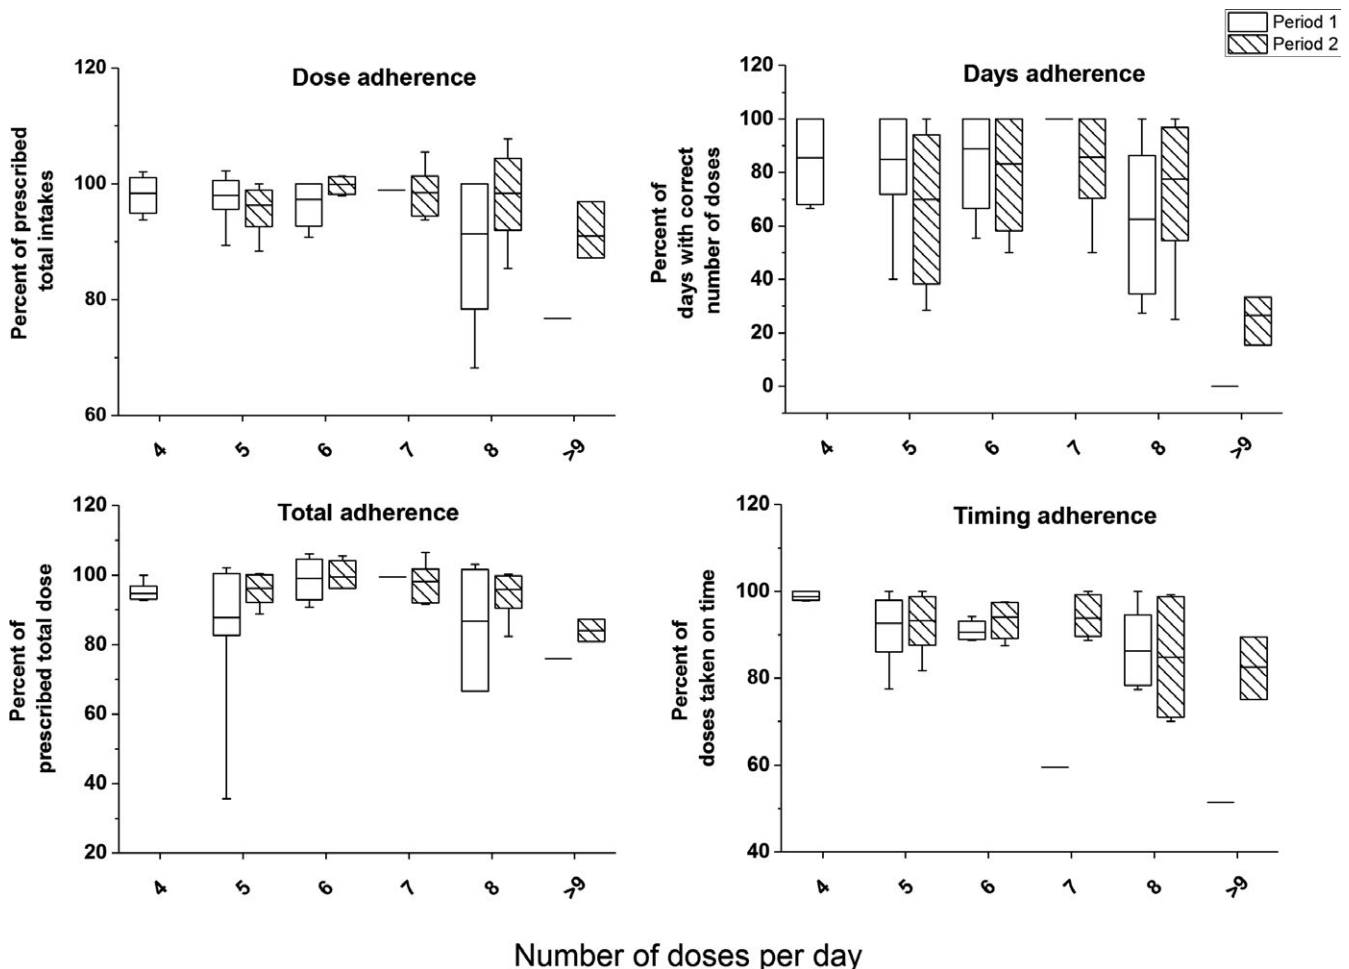 Period 1
Period 2
Dose adherence
Percent of prescribed
total intakes
120
100
80
60
4
5
6
7
8
>9
Days adherence
Percent of
days with correct
number of doses
120
100
80
60
40
20
0
4
5
6
7
8
>9
Total adherence
Percent of
prescribed total dose
120
100
80
60
40
20
4
5
6
7
8
>9
Timing adherence
Percent of
doses taken on time
120
100
80
60
40
4
5
6
7
8
>9
Number of doses per day